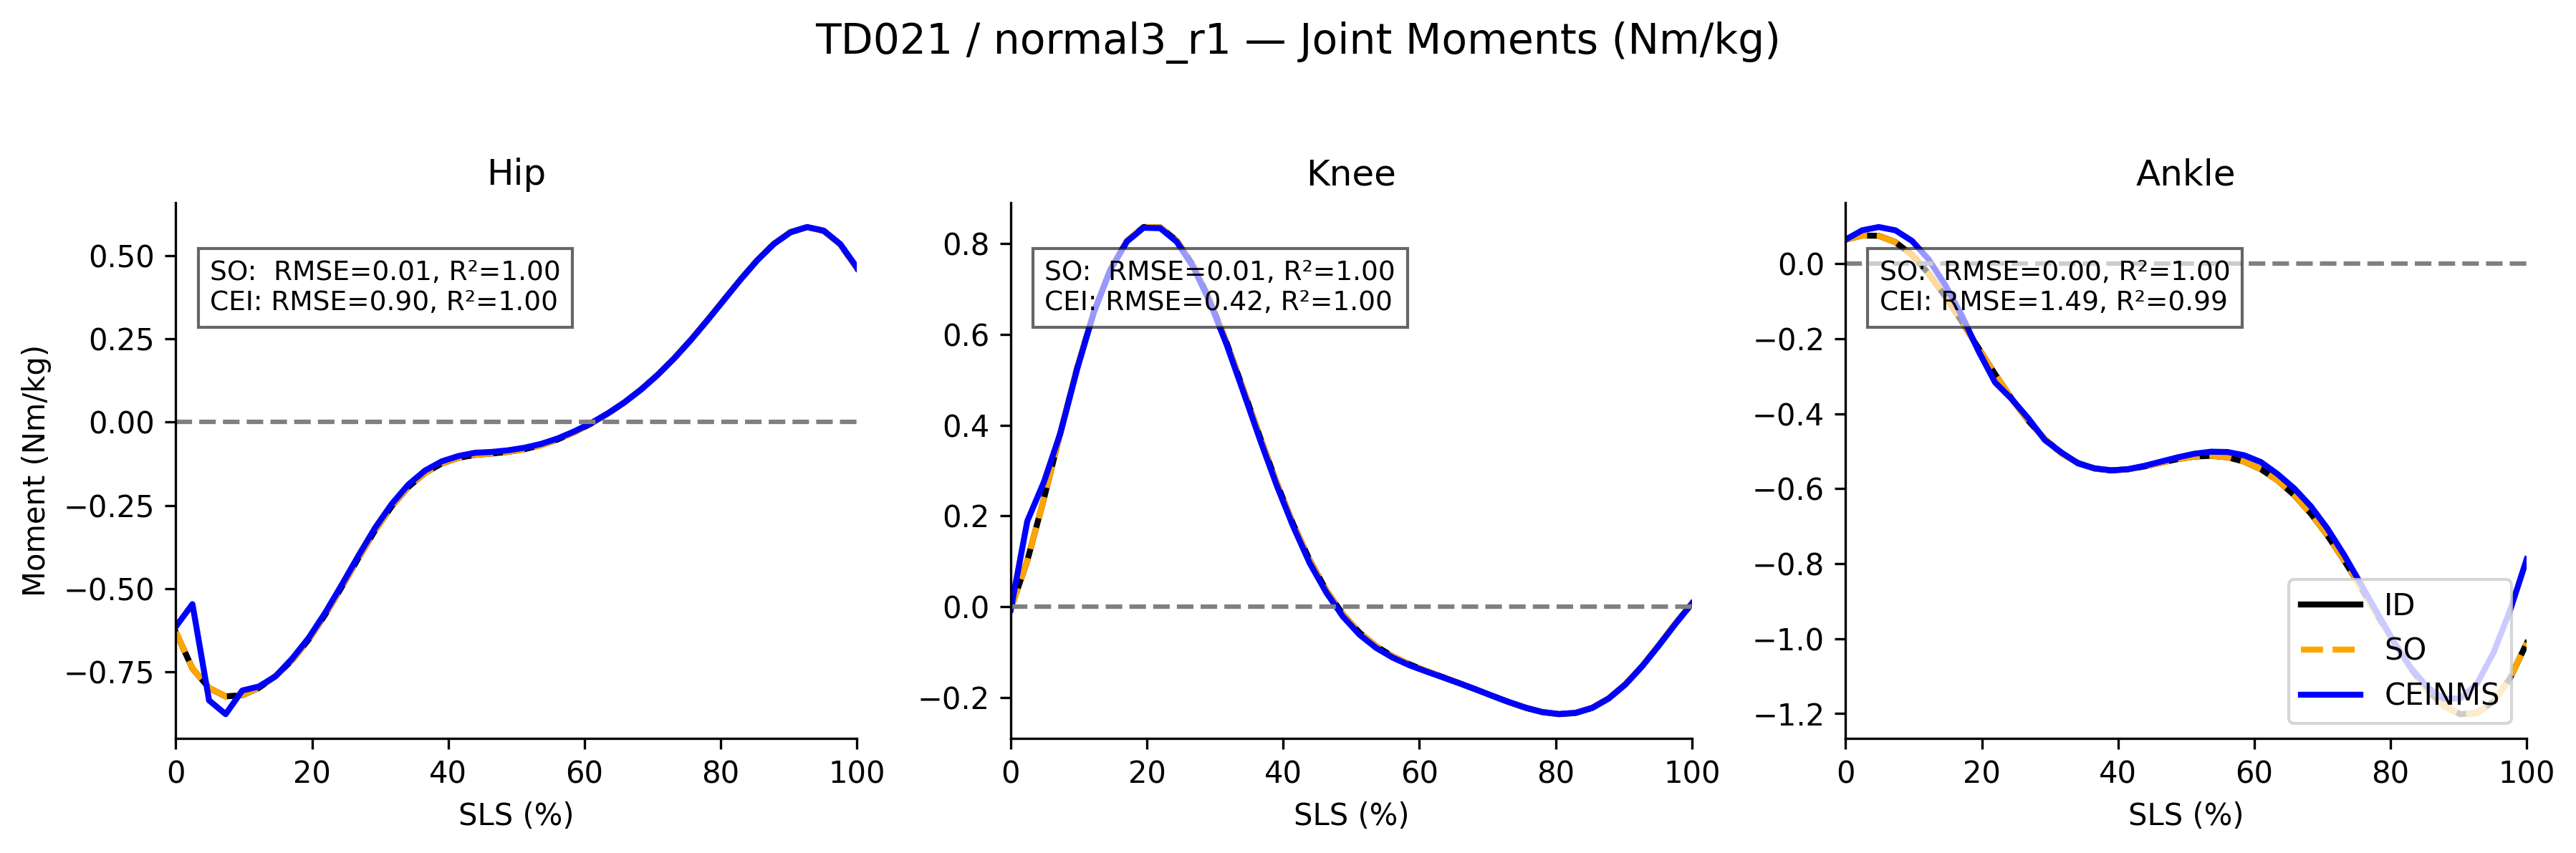 TD021 / normal3_r1 — Joint Moments (Nm/kg)
Hip
Knee
Ankle
Moment (Nm/kg)
0.50
0.25
0.00
−0.25
−0.50
−0.75
SO:  RMSE=0.01, R²=1.00
CEI: RMSE=0.90, R²=1.00
0 20 40 60 80 100
SLS (%)
0.8
0.6
0.4
0.2
0.0
−0.2
SO:  RMSE=0.01, R²=1.00
CEI: RMSE=0.42, R²=1.00
0 20 40 60 80 100
SLS (%)
0.0
−0.2
−0.4
−0.6
−0.8
−1.0
−1.2
SO:  RMSE=0.00, R²=1.00
CEI: RMSE=1.49, R²=0.99
ID
SO
CEINMS
0 20 40 60 80 100
SLS (%)